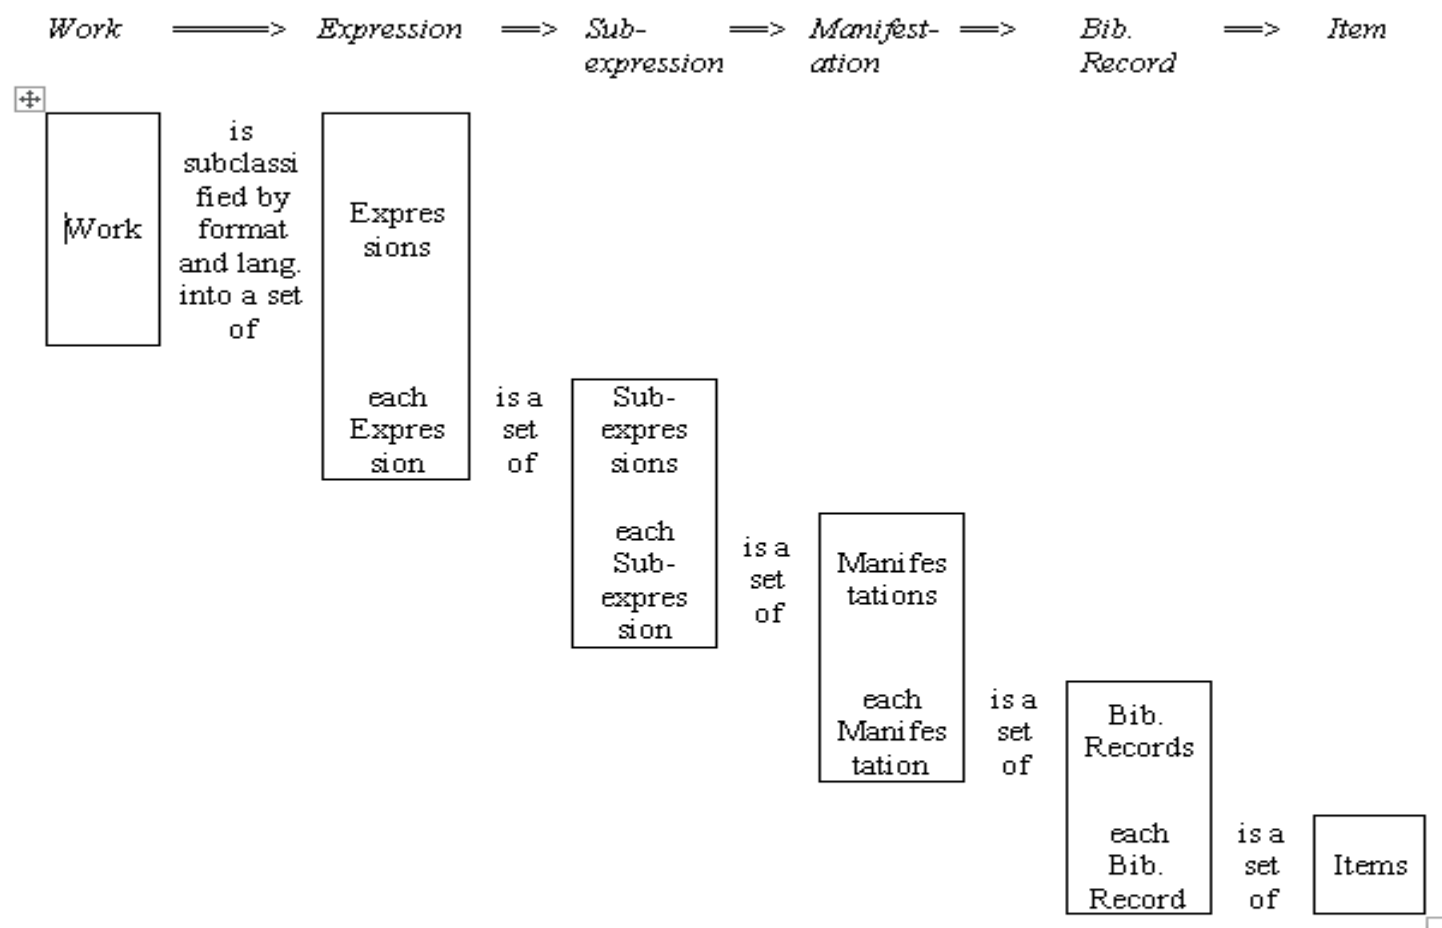 Work ===> Expression ==> Sub- ==> Manifest- ==> Bib. ==> Item
expression ation Record
Work
is
subclassi
fied by
format
and lang.
into a set
of
Expres
sions
each
Expres
sion
is a
set
of
Sub-
expres
sions
each
Sub-
expres
sion
is a
set
of
Manifes
tations
each
Manifes
tation
is a
set
of
Bib.
Records
each
Bib.
Record
is a
set
of
Items